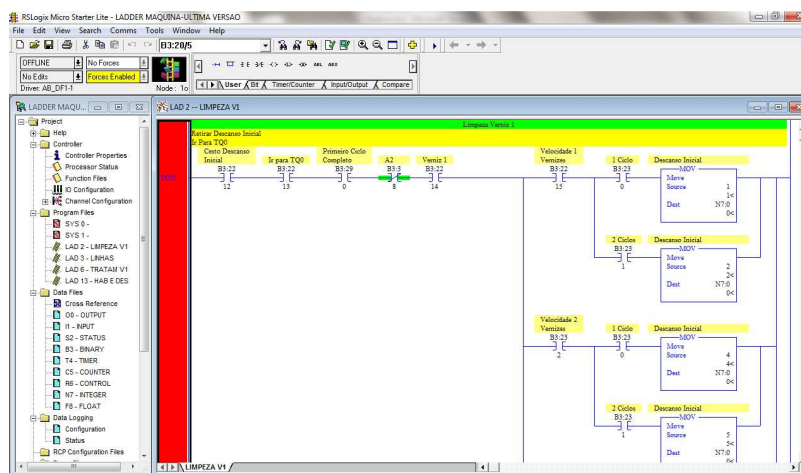 RSLogix Micro Starter Lite - LADDER MAQUINA-ULTIMA VERSAO
File Edit View Search Comms Tools Window Help
B3:20/5
OFFLINE No Forces
No Edits Forces Enabled
Driver: AB_DF1-1 Node: 1o
User Bit Timer/Counter Input/Output Compare
LADDER MAQU...
Project
Help
Controller
Controller Properties
Processor Status
Function Files
IO Configuration
Channel Configuration
Program Files
SYS 0 -
SYS 1 -
LAD 2 - LIMPEZA V1
LAD 3 - LINHAS
LAD 6 - TRATAM V1
LAD 13 - HAB E DES
Data Files
Cross Reference
O0 - OUTPUT
I1 - INPUT
S2 - STATUS
B3 - BINARY
T4 - TIMER
C5 - COUNTER
R6 - CONTROL
N7 - INTEGER
F8 - FLOAT
Data Logging
Configuration
Status
RCP Configuration Files
LAD 2 -- LIMPEZA V1
Limpeza Verniz 1
Retirar Descanso Inicial
Ir Para TQ0
Cesto Descanso Primeiro Ciclo Velocidade 1
Inicial Ir para TQ0 Completo A2 Verniz 1 Vernizes 1 Ciclo Descanso Inicial
B3:22 B3:22 B3:29 B3:3 B3:22 B3:22 B3:23 MOV
0000
12 13 0 8 14 15 0
Move
Source 1
1<
Dest N7:0
0<
2 Ciclos Descanso Inicial
B3:23 MOV
1
Move
Source 2
2<
Dest N7:0
0<
Velocidade 2
Vernizes 1 Ciclo Descanso Inicial
B3:23 B3:23 MOV
2 0
Move
Source 4
4<
Dest N7:0
0<
2 Ciclos Descanso Inicial
B3:23 MOV
1
Move
Source 5
5<
Dest N7:0
0<
LIMPEZA V1